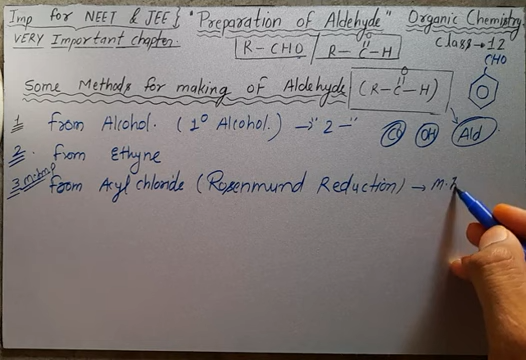 Imp for NEET & JEE} "Preparation of Aldehyde" Organic Chemistry
VERY Important chapter. R-CHO / R-C-H Class→12
O
CHO
Some Methods for making of Aldehyde (R-C-H)
O
1 from Alcohol. (1° Alcohol.) → "2-" OH Ald
2. from Ethyne
3 m.Imp from Acyl chloride (Rosenmund Reduction) → m.I